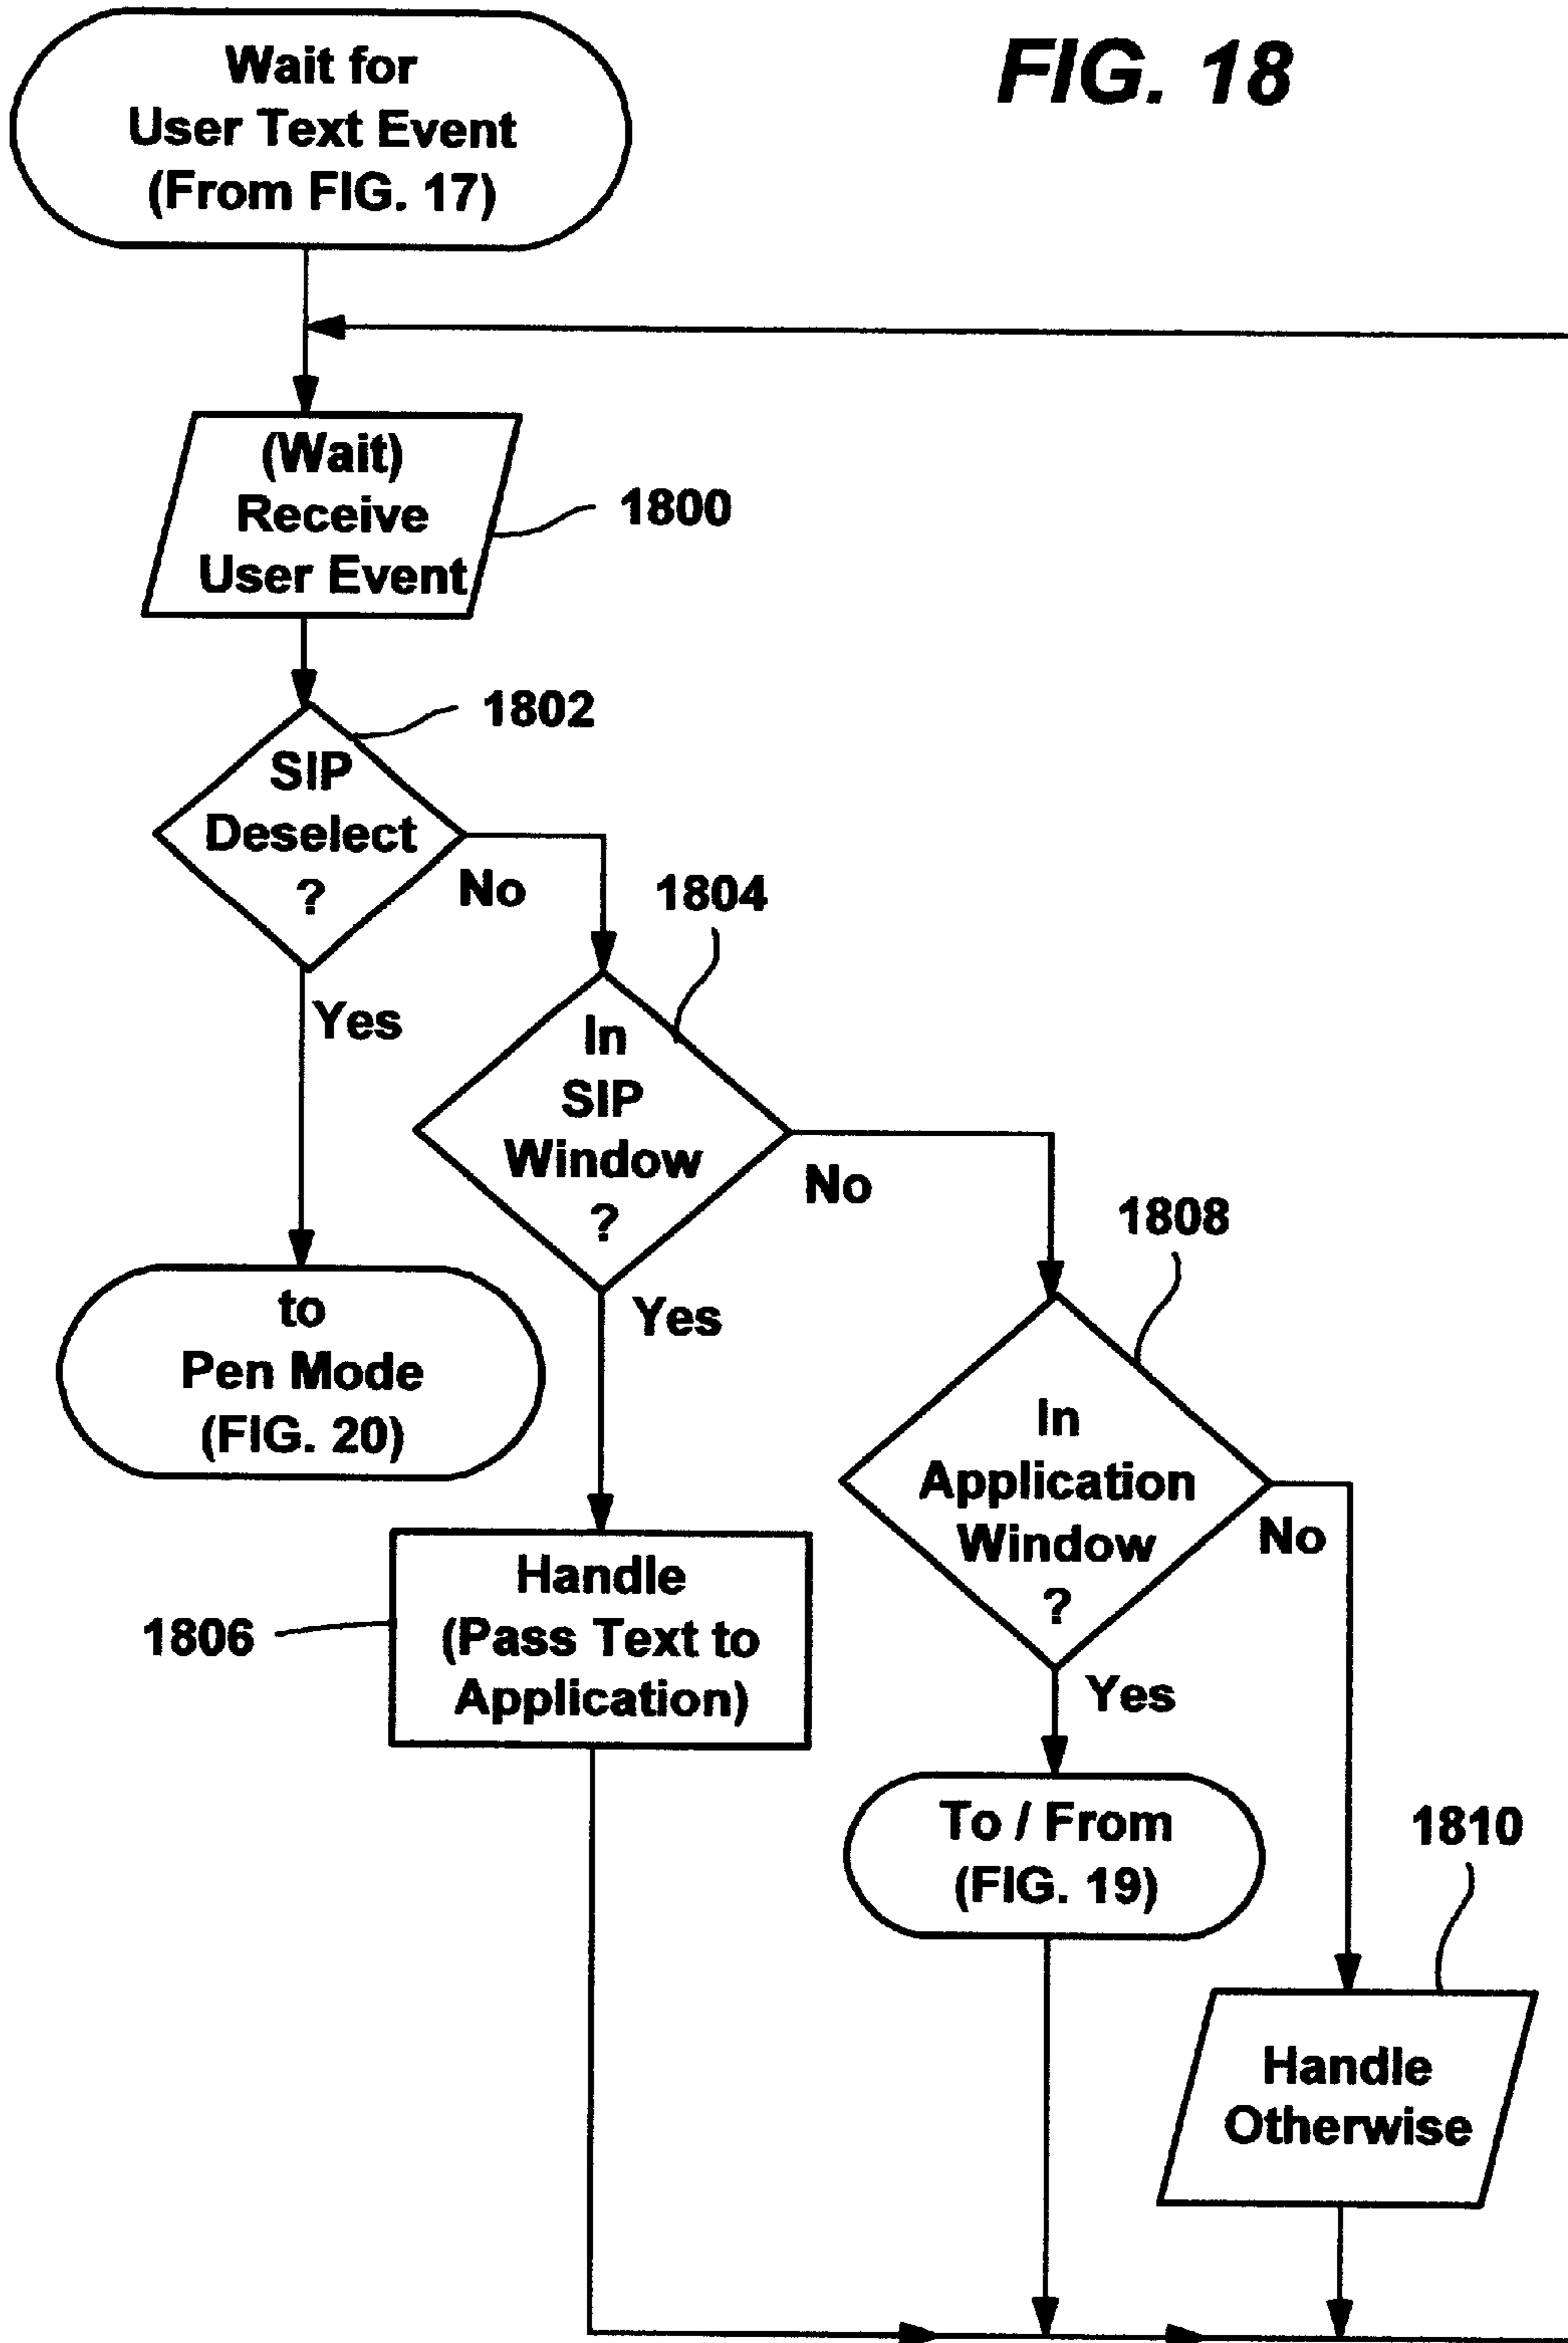 FIG. 18
Wait for
User Text Event
(From FIG. 17)
(Wait)
Receive
User Event
1800
1802
SIP
Deselect
?
No
Yes
1804
In
SIP
Window
?
No
Yes
to
Pen Mode
(FIG. 20)
1808
In
Application
Window
?
No
Yes
1806
Handle
(Pass Text to
Application)
To / From
(FIG. 19)
1810
Handle
Otherwise